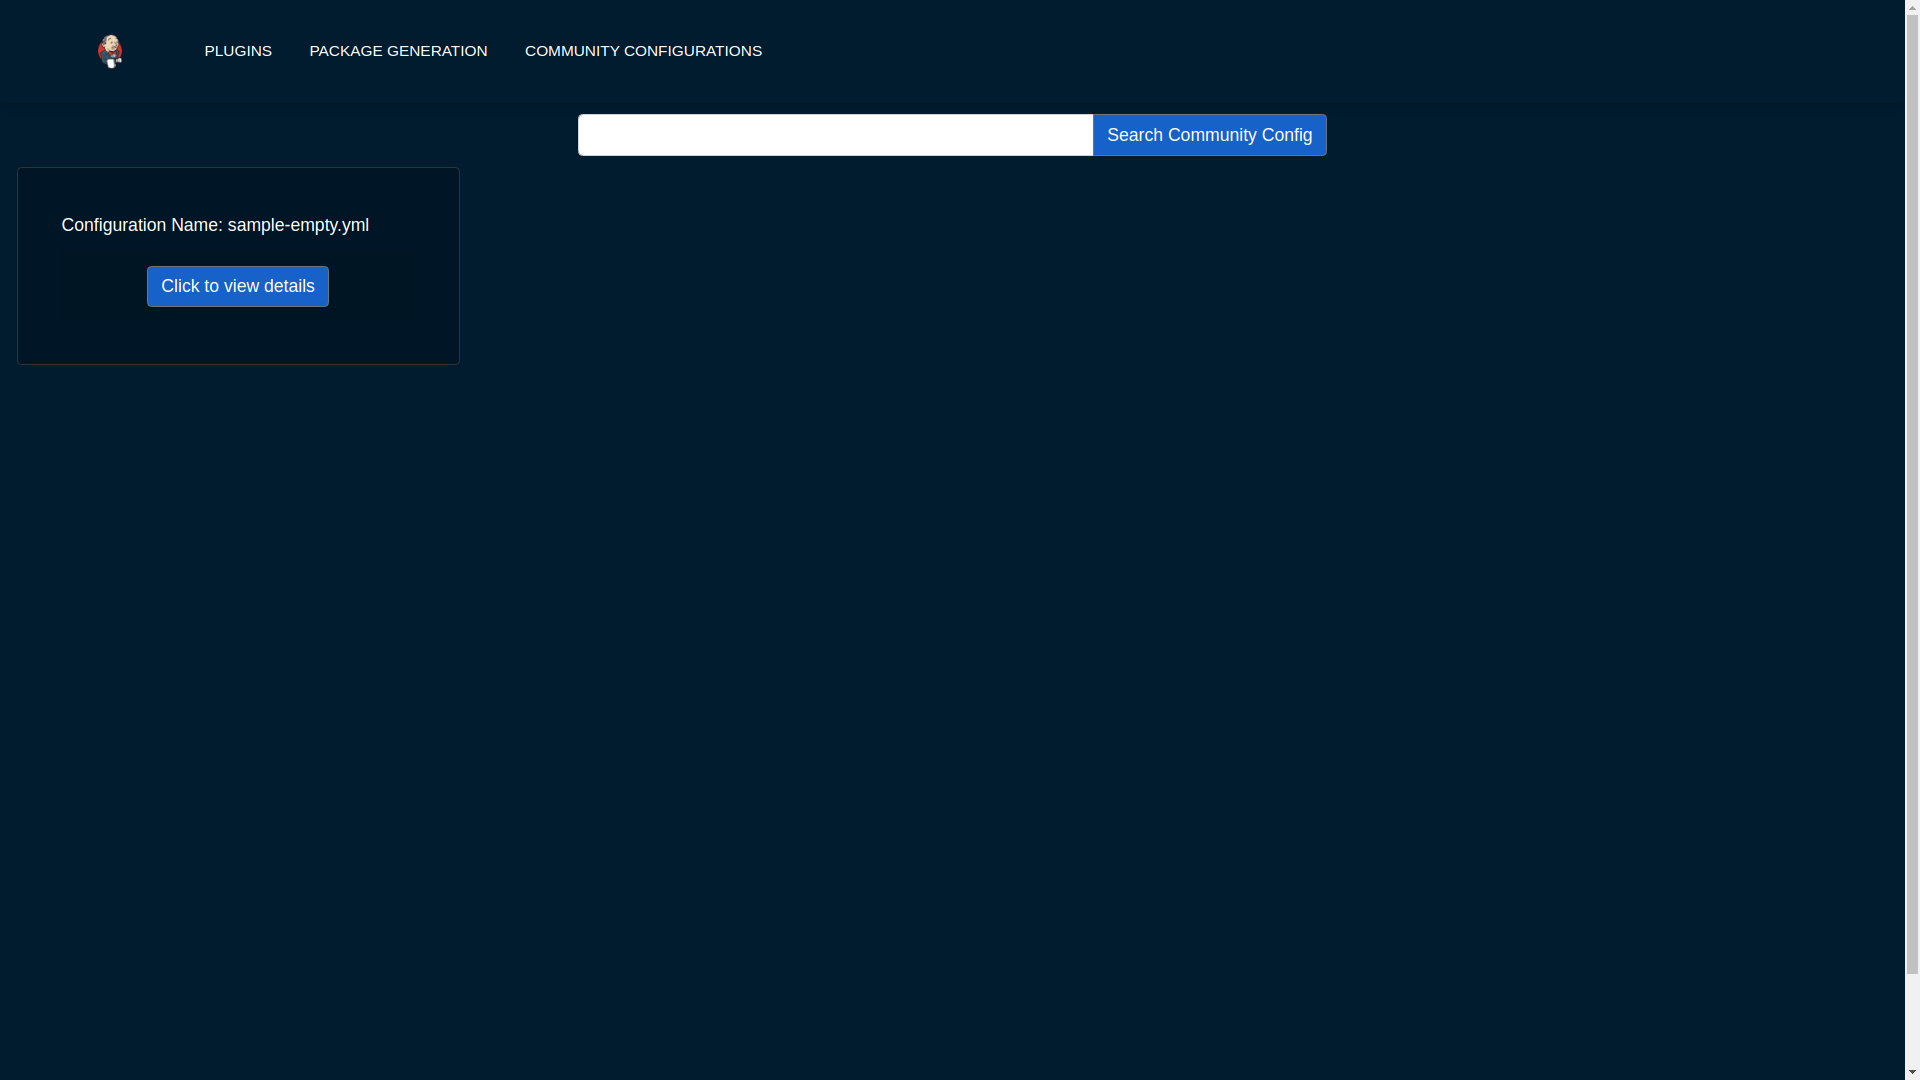 PLUGINS PACKAGE GENERATION COMMUNITY CONFIGURATIONS
Search Community Config
Configuration Name: sample-empty.yml
Click to view details